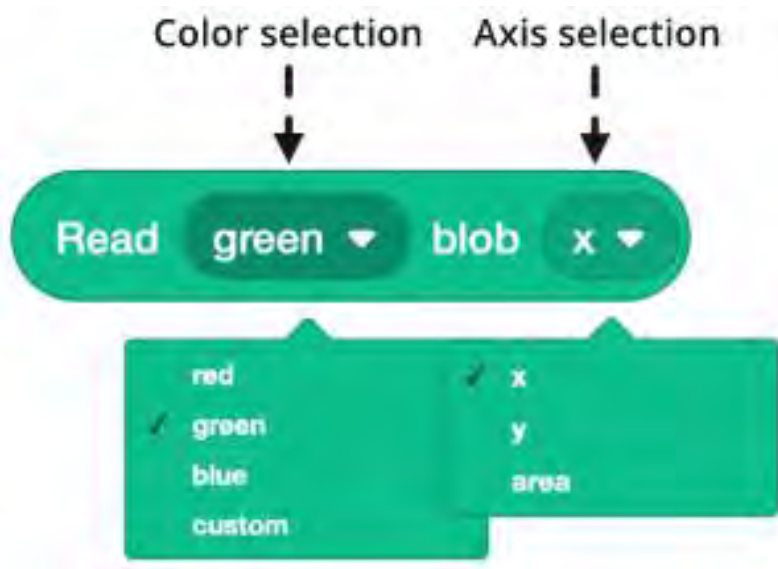 Color selection Axis selection
Read green blob x
red
green
blue
custom
x
y
area